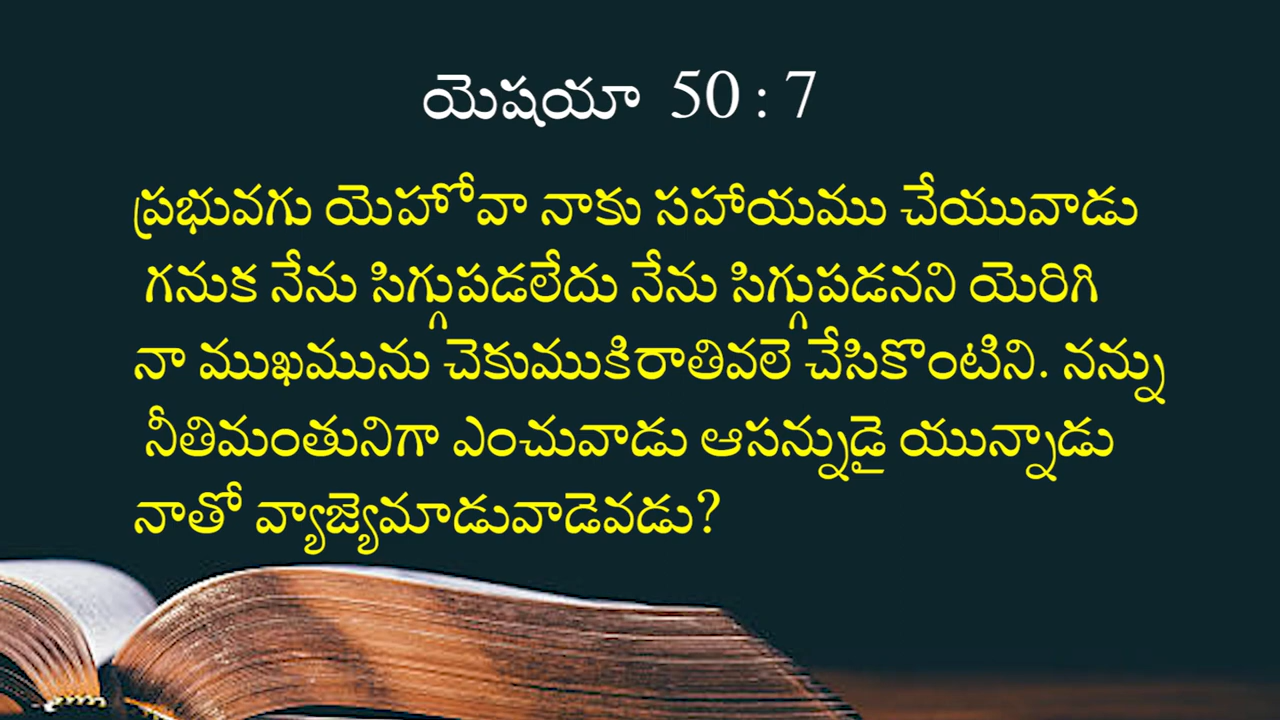 యెషయా 50 : 7
ప్రభువగు యెహోవా నాకు సహాయము చేయువాడు
గనుక నేను సిగ్గుపడలేదు నేను సిగ్గుపడనని యెరిగి
నా ముఖమును చెకుముకిరాతివలె చేసికొంటిని. నన్ను
నీతిమంతునిగా ఎంచువాడు ఆసన్నుడై యున్నాడు
నాతో వ్యాజ్యెమాడువాడెవడు?